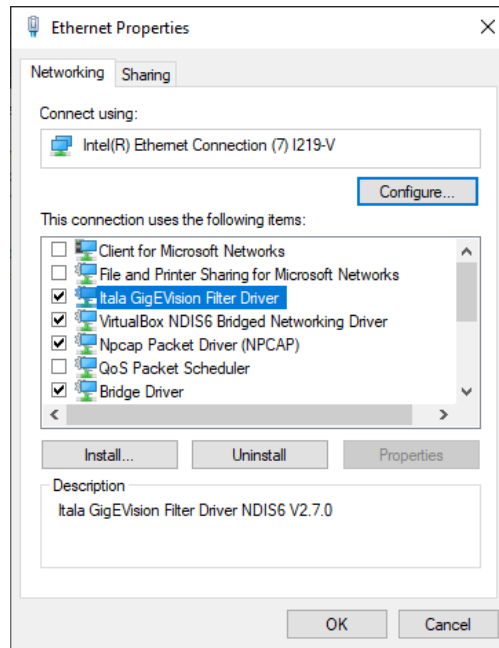 Ethernet Properties
Networking
Sharing
Connect using:
Intel(R) Ethernet Connection (7) I219-V
Configure...
This connection uses the following items:
Client for Microsoft Networks
File and Printer Sharing for Microsoft Networks
Itala GigEVision Filter Driver
VirtualBox NDIS6 Bridged Networking Driver
Npcap Packet Driver (NPCAP)
QoS Packet Scheduler
Bridge Driver
Install...
Uninstall
Properties
Description
Itala GigEVision Filter Driver NDIS6 V2.7.0
OK
Cancel